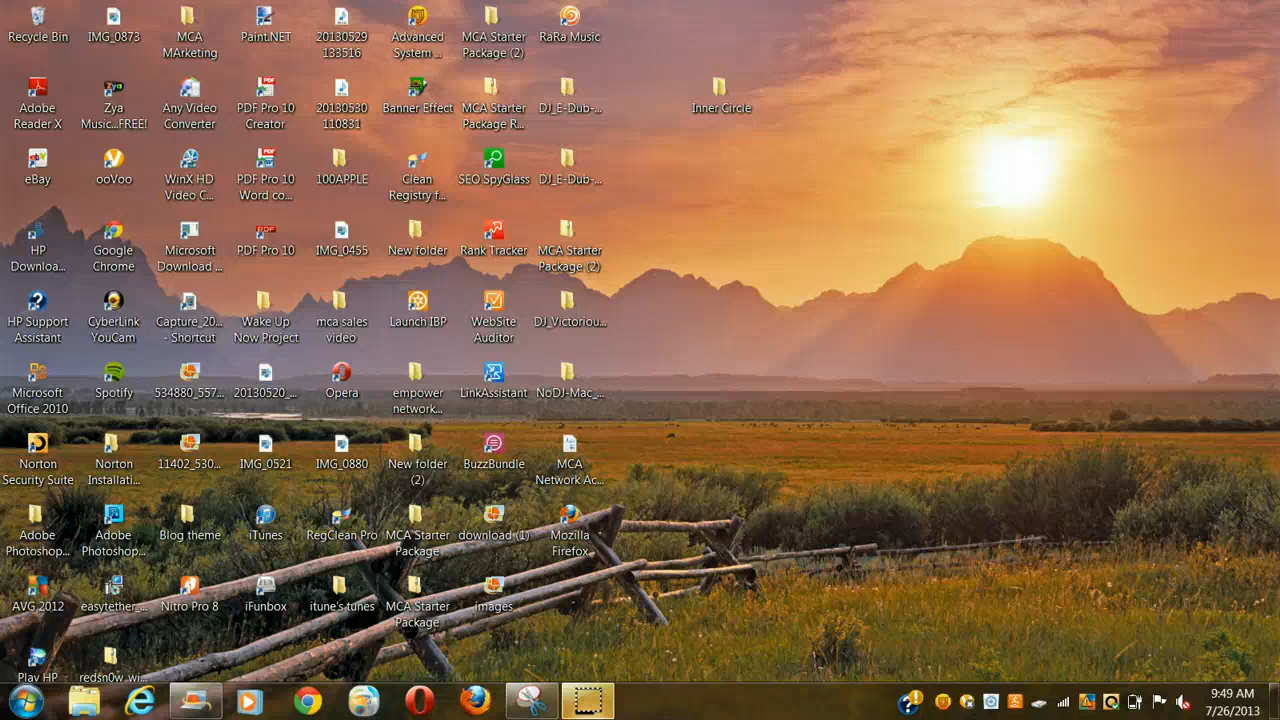 Recycle Bin
IMG_0873
MCA
MArketing
Paint.NET
20130529
133516
Advanced
System ...
MCA Starter
Package (2)
RaRa Music
Adobe
Reader X
Zya
Music...FREE!
Any Video
Converter
PDF Pro 10
Creator
20130530
110831
Banner Effect
MCA Starter
Package R...
DJ_E-Dub-...
Inner Circle
eBay
ooVoo
WinX HD
Video C...
PDF Pro 10
Word co...
100APPLE
Clean
Registry f...
SEO SpyGlass
DJ_E-Dub-...
HP
Downloa...
Google
Chrome
Microsoft
Download ...
PDF Pro 10
IMG_0455
New folder
Rank Tracker
MCA Starter
Package (2)
HP Support
Assistant
CyberLink
YouCam
Capture_20...
- Shortcut
Wake Up
Now Project
mca sales
video
Launch IBP
WebSite
Auditor
DJ_Victoriou...
Microsoft
Office 2010
Spotify
534880_557...
20130520_...
Opera
empower
network...
LinkAssistant
NoDJ-Mac_...
Norton
Security Suite
Norton
Installati...
11402_530...
IMG_0521
IMG_0880
New folder
(2)
BuzzBundle
MCA
Network Ac...
Adobe
Photoshop...
Adobe
Photoshop...
Blog theme
iTunes
RegClean Pro
MCA Starter
Package
download (1)
Mozilla
Firefox
AVG 2012
easytether_...
Nitro Pro 8
iFunbox
itune's tunes
MCA Starter
Package
images
Play HP
redsn0w_wi...
9:49 AM
7/26/2013